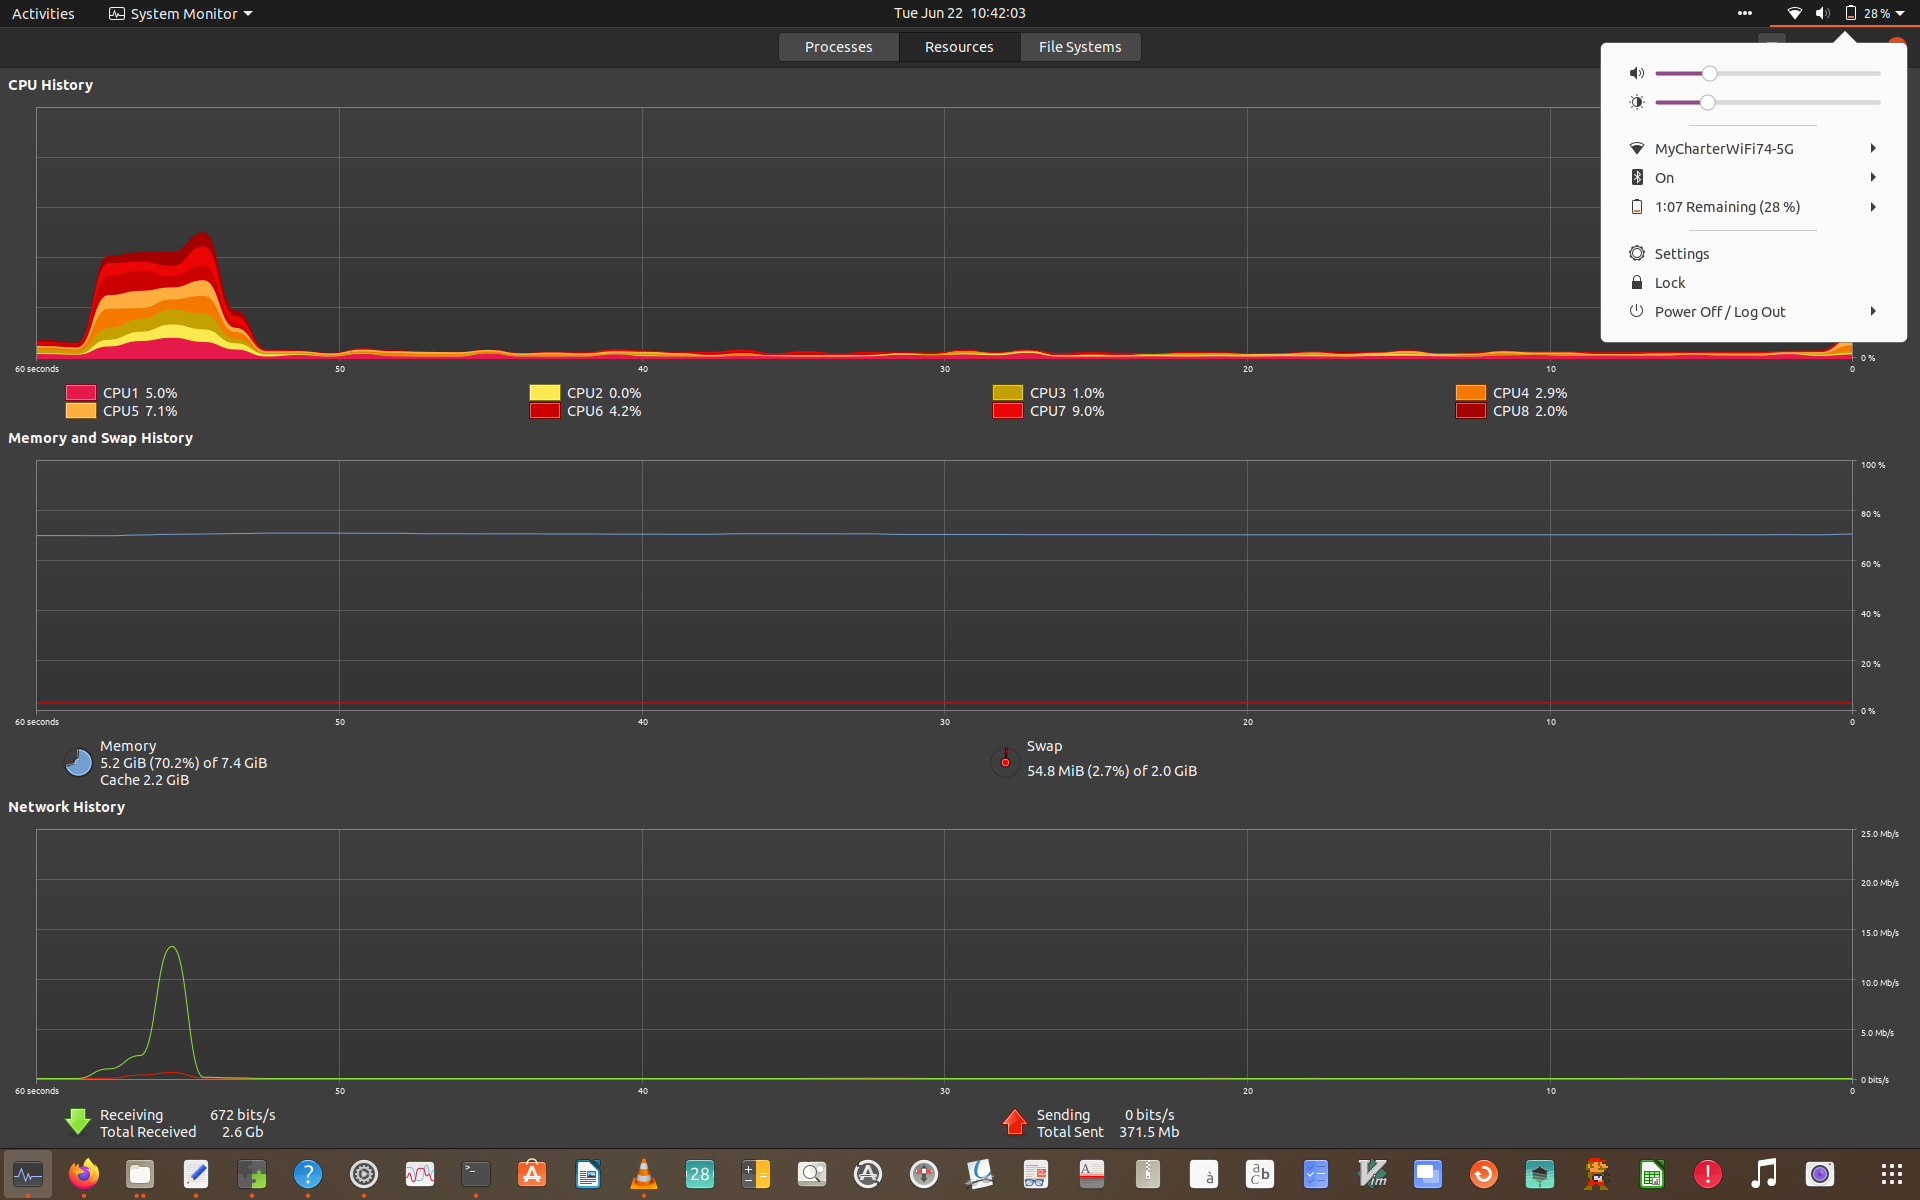 Activities
System Monitor
Tue Jun 22 10:42:03
28 %
Processes
Resources
File Systems
MyCharterWiFi74-5G
On
1:07 Remaining (28 %)
Settings
Lock
Power Off / Log Out
CPU History
0 %
60 seconds 50 40 30 20 10 0
CPU1 5.0% CPU2 0.0% CPU3 1.0% CPU4 2.9%
CPU5 7.1% CPU6 4.2% CPU7 9.0% CPU8 2.0%
Memory and Swap History
100 %
80 %
60 %
40 %
20 %
0 %
60 seconds 50 40 30 20 10 0
Memory
5.2 GiB (70.2%) of 7.4 GiB
Cache 2.2 GiB
Swap
54.8 MiB (2.7%) of 2.0 GiB
Network History
25.0 Mb/s
20.0 Mb/s
15.0 Mb/s
10.0 Mb/s
5.0 Mb/s
0 bits/s
60 seconds 50 40 30 20 10 0
Receiving 672 bits/s
Total Received 2.6 Gb
Sending 0 bits/s
Total Sent 371.5 Mb
28